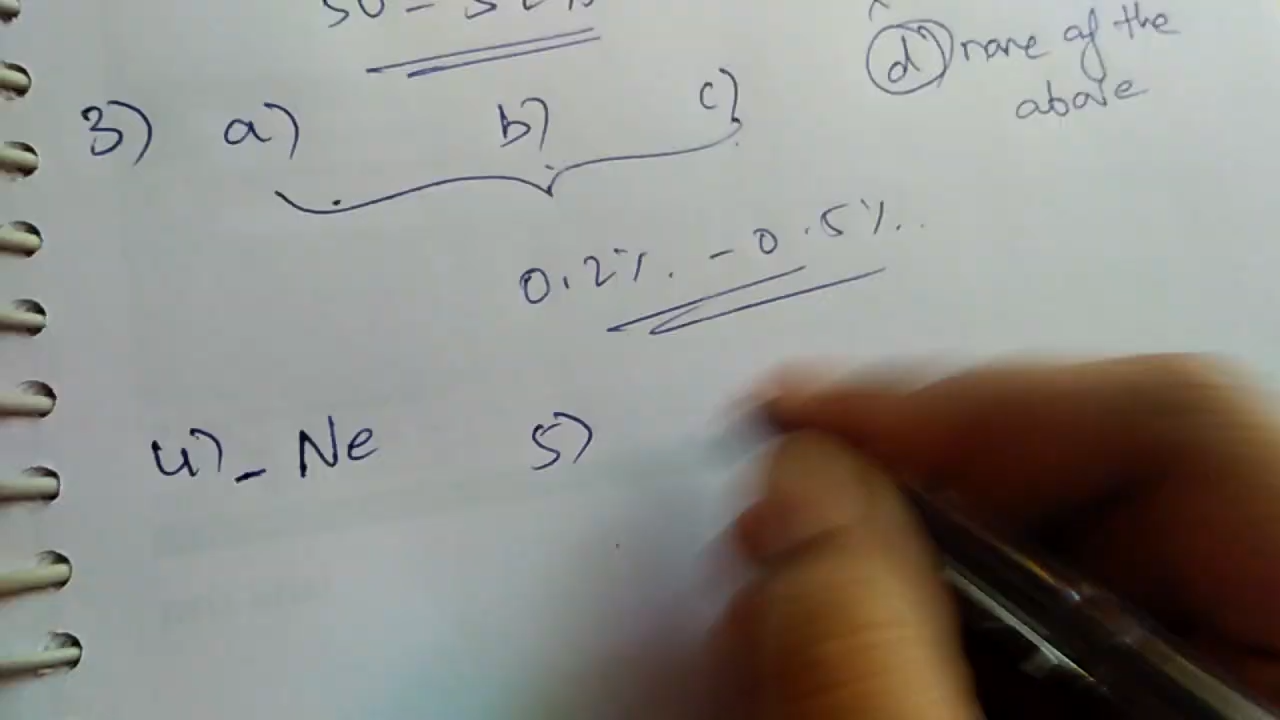 d) none of the
above
3) a) b) c)
0.2% - 0.5%.
4) - Ne 5)